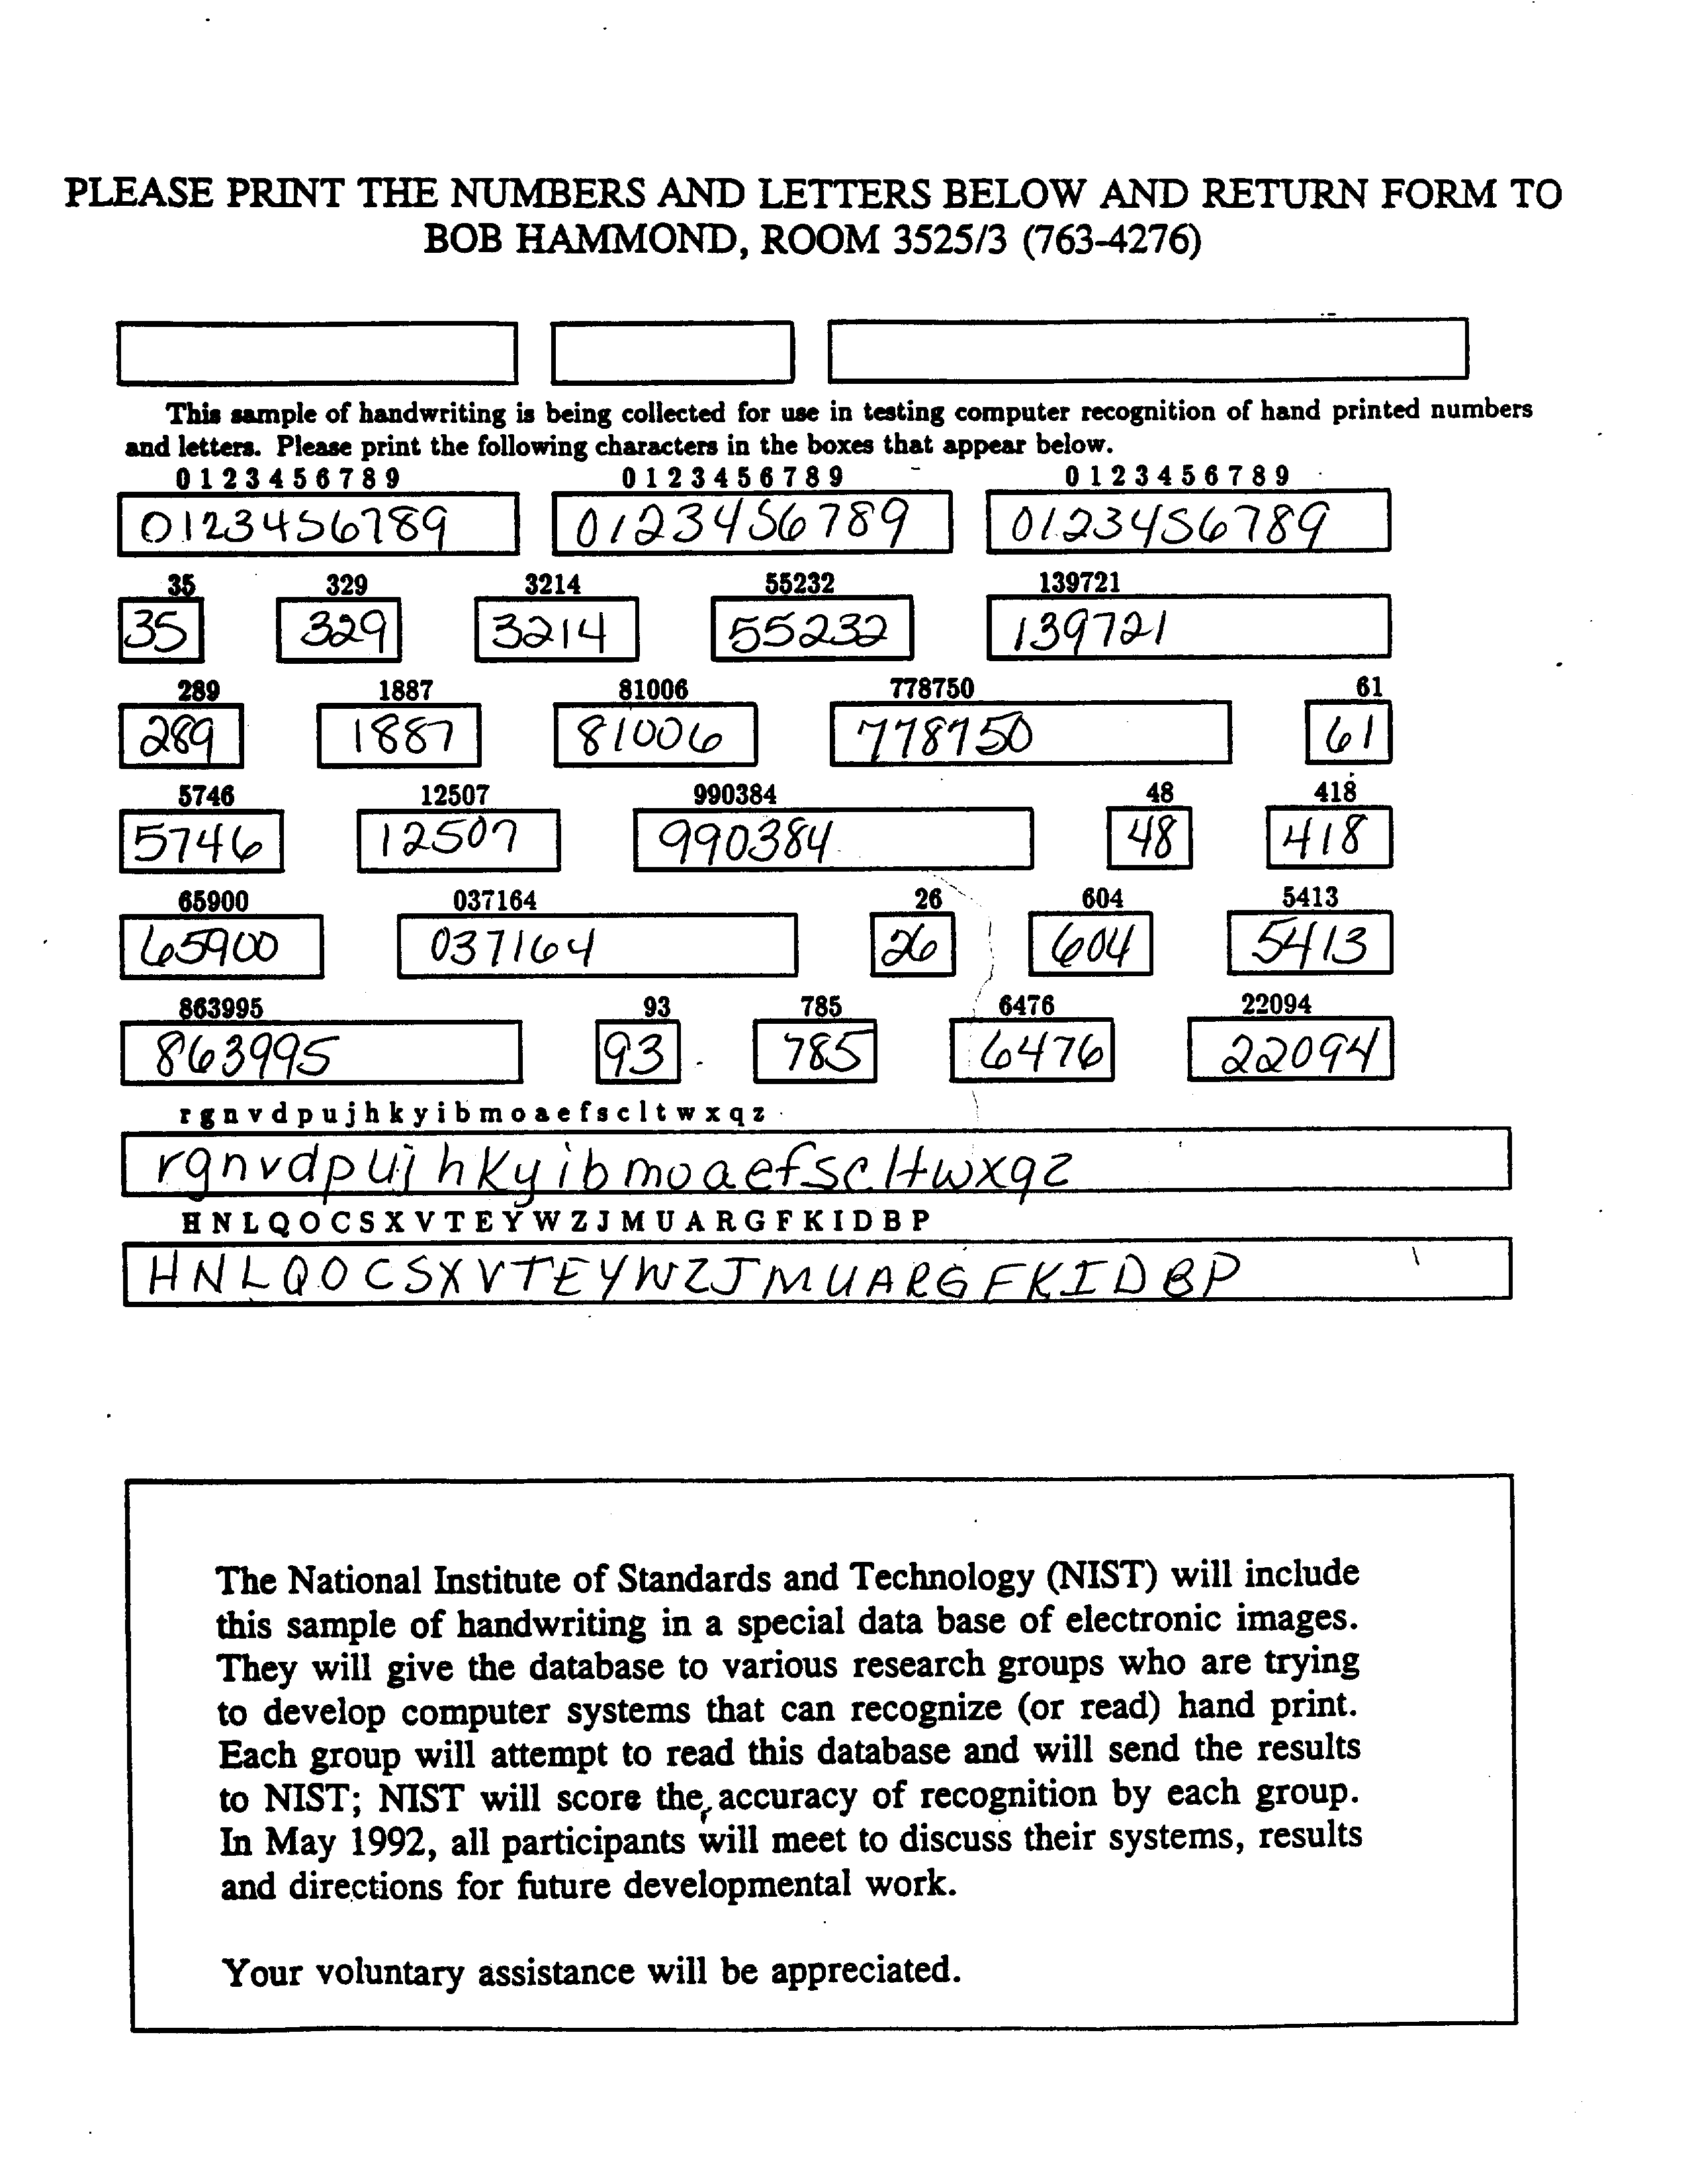 PLEASE PRINT THE NUMBERS AND LETTERS BELOW AND RETURN FORM TO
BOB HAMMOND, ROOM 3525/3 (763-4276)
This sample of handwriting is being collected for use in testing computer recognition of hand printed numbers
and letters. Please print the following characters in the boxes that appear below.
0 1 2 3 4 5 6 7 8 9 0 1 2 3 4 5 6 7 8 9 0 1 2 3 4 5 6 7 8 9
0123456789 0123456789 0123456789
35 329 3214 55232 139721
35 329 3214 55232 139721
289 1887 81006 778750 61
289 1887 81006 778750 61
5746 12507 990384 48 418
5746 12507 990384 48 418
65900 037164 26 604 5413
65900 037164 26 604 5413
863995 93 785 6476 22094
863995 93 785 6476 22094
r g n v d p u j h k y i b m o a e f s c l t w x q z
r g n v d p u j h k y i b m o a e f s c l t w x q z
H N L Q O C S X V T E Y W Z J M U A R G F K I D B P
H N L Q O C S X V T E Y W Z J M U A R G F K I D B P
The National Institute of Standards and Technology (NIST) will include
this sample of handwriting in a special data base of electronic images.
They will give the database to various research groups who are trying
to develop computer systems that can recognize (or read) hand print.
Each group will attempt to read this database and will send the results
to NIST; NIST will score the accuracy of recognition by each group.
In May 1992, all participants will meet to discuss their systems, results
and directions for future developmental work.
Your voluntary assistance will be appreciated.